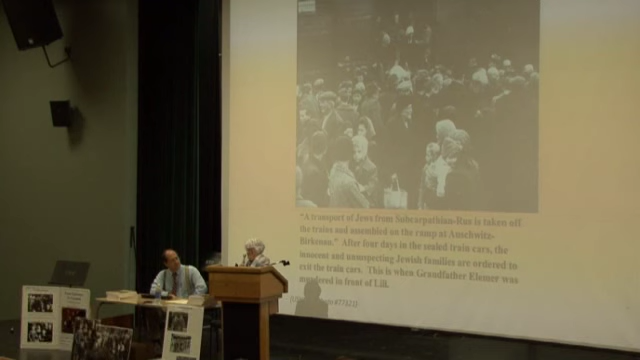 "A transport of Jews from Subcarpathian-Rus is taken off
the trains and assembled on the camp at Auschwitz-
Birkenau." After four days in the sealed train cars, the
innocent and unsuspecting Jewish families are ordered to
exit the train cars. This is when Grandfather Elemer was
murdered in front of Lili.
#77321)